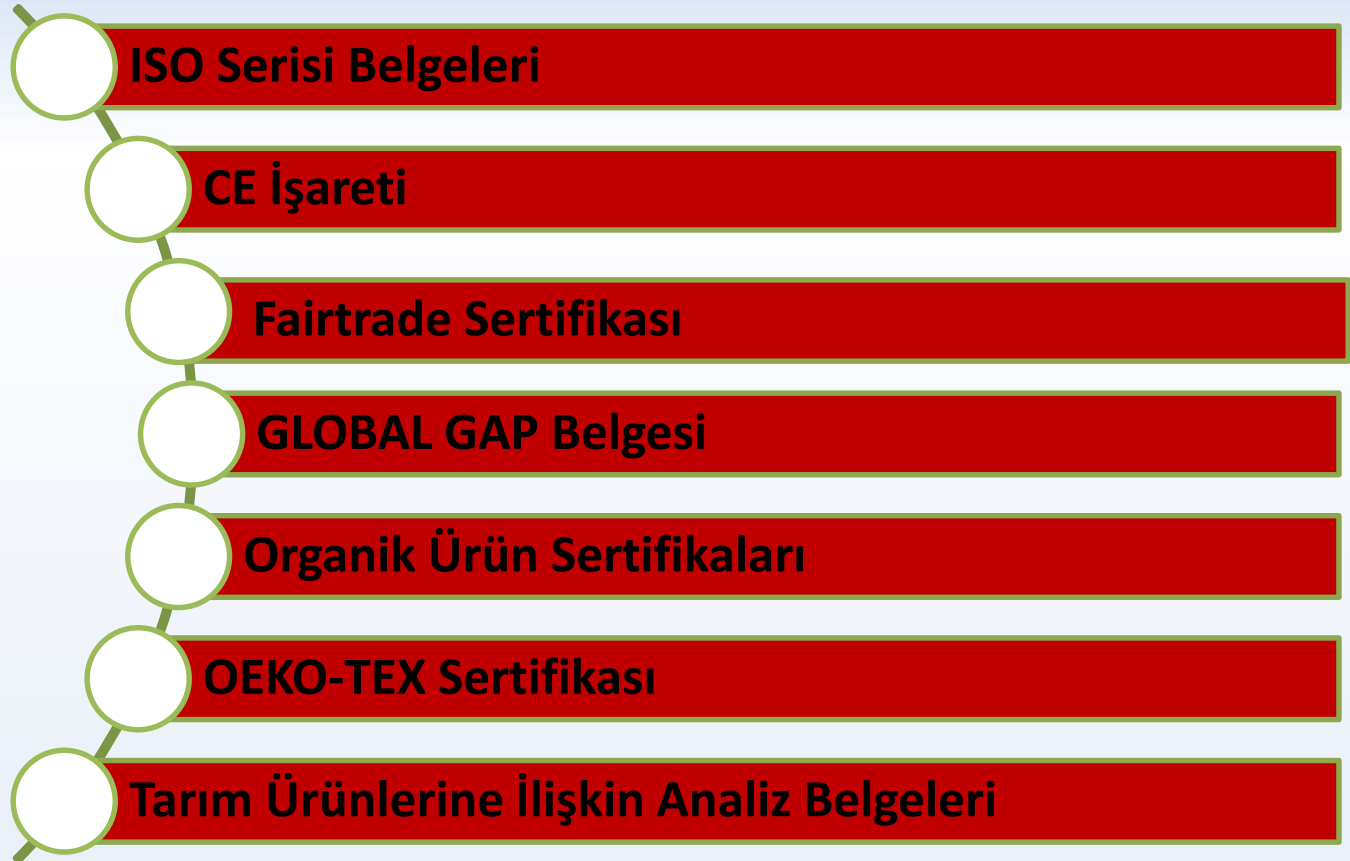 ISO Serisi Belgeleri
CE İşareti
Fairtrade Sertifikası
GLOBAL GAP Belgesi
Organik Ürün Sertifikaları
OEKO-TEX Sertifikası
Tarım Ürünlerine İlişkin Analiz Belgeleri